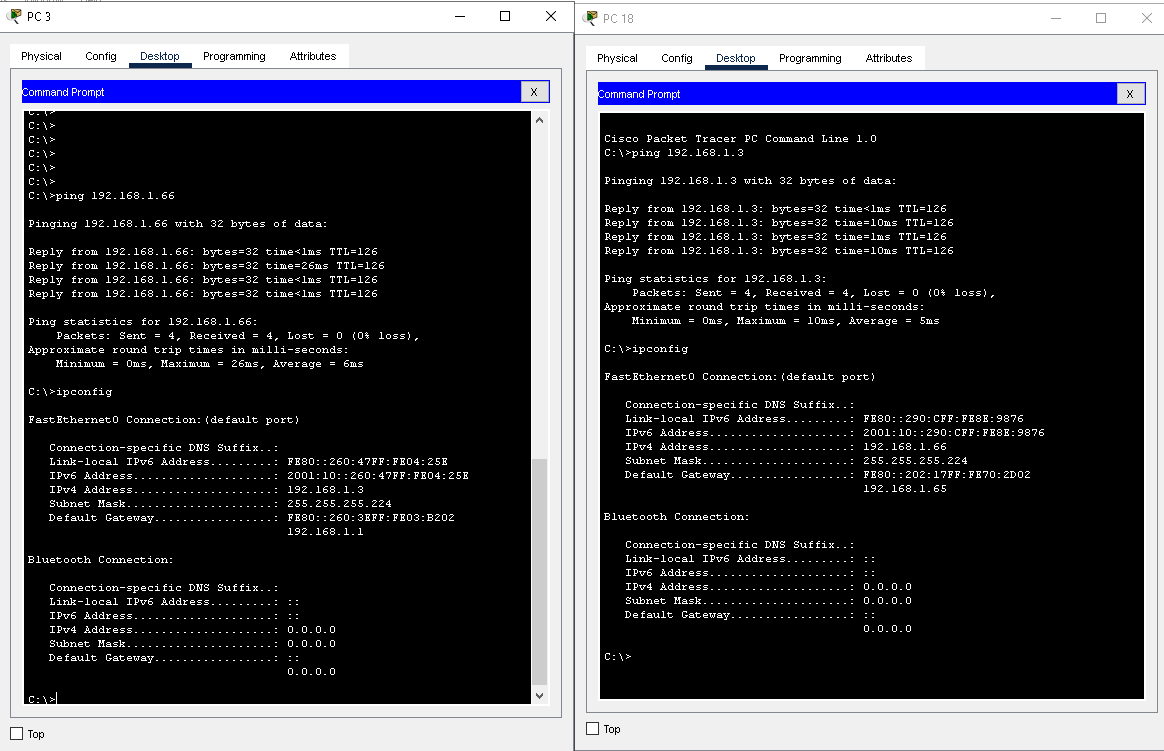 PC 3
Physical Config Desktop Programming Attributes
Command Prompt
X
C:\>
C:\>
C:\>
C:\>
C:\>
C:\>
C:\>ping 192.168.1.66
Pinging 192.168.1.66 with 32 bytes of data:
Reply from 192.168.1.66: bytes=32 time<1ms TTL=126
Reply from 192.168.1.66: bytes=32 time=26ms TTL=126
Reply from 192.168.1.66: bytes=32 time<1ms TTL=126
Reply from 192.168.1.66: bytes=32 time<1ms TTL=126
Ping statistics for 192.168.1.66:
Packets: Sent = 4, Received = 4, Lost = 0 (0% loss),
Approximate round trip times in milli-seconds:
Minimum = 0ms, Maximum = 26ms, Average = 6ms
C:\>ipconfig
FastEthernet0 Connection:(default port)
Connection-specific DNS Suffix..:
Link-local IPv6 Address.........: FE80::260:47FF:FE04:25E
IPv6 Address....................: 2001:10::260:47FF:FE04:25E
IPv4 Address....................: 192.168.1.3
Subnet Mask.....................: 255.255.255.224
Default Gateway.................: FE80::260:3EFF:FE03:B202
192.168.1.1
Bluetooth Connection:
Connection-specific DNS Suffix..:
Link-local IPv6 Address.........: ::
IPv6 Address....................: ::
IPv4 Address....................: 0.0.0.0
Subnet Mask.....................: 0.0.0.0
Default Gateway.................: ::
0.0.0.0
C:\>
Top
PC 18
Physical Config Desktop Programming Attributes
Command Prompt
X
Cisco Packet Tracer PC Command Line 1.0
C:\>ping 192.168.1.3
Pinging 192.168.1.3 with 32 bytes of data:
Reply from 192.168.1.3: bytes=32 time<1ms TTL=126
Reply from 192.168.1.3: bytes=32 time=10ms TTL=126
Reply from 192.168.1.3: bytes=32 time=1ms TTL=126
Reply from 192.168.1.3: bytes=32 time=10ms TTL=126
Ping statistics for 192.168.1.3:
Packets: Sent = 4, Received = 4, Lost = 0 (0% loss),
Approximate round trip times in milli-seconds:
Minimum = 0ms, Maximum = 10ms, Average = 5ms
C:\>ipconfig
FastEthernet0 Connection:(default port)
Connection-specific DNS Suffix..:
Link-local IPv6 Address.........: FE80::290:CFF:FE8E:9876
IPv6 Address....................: 2001:10::290:CFF:FE8E:9876
IPv4 Address....................: 192.168.1.66
Subnet Mask.....................: 255.255.255.224
Default Gateway.................: FE80::202:17FF:FE70:2D02
192.168.1.65
Bluetooth Connection:
Connection-specific DNS Suffix..:
Link-local IPv6 Address.........: ::
IPv6 Address....................: ::
IPv4 Address....................: 0.0.0.0
Subnet Mask.....................: 0.0.0.0
Default Gateway.................: ::
0.0.0.0
C:\>
Top